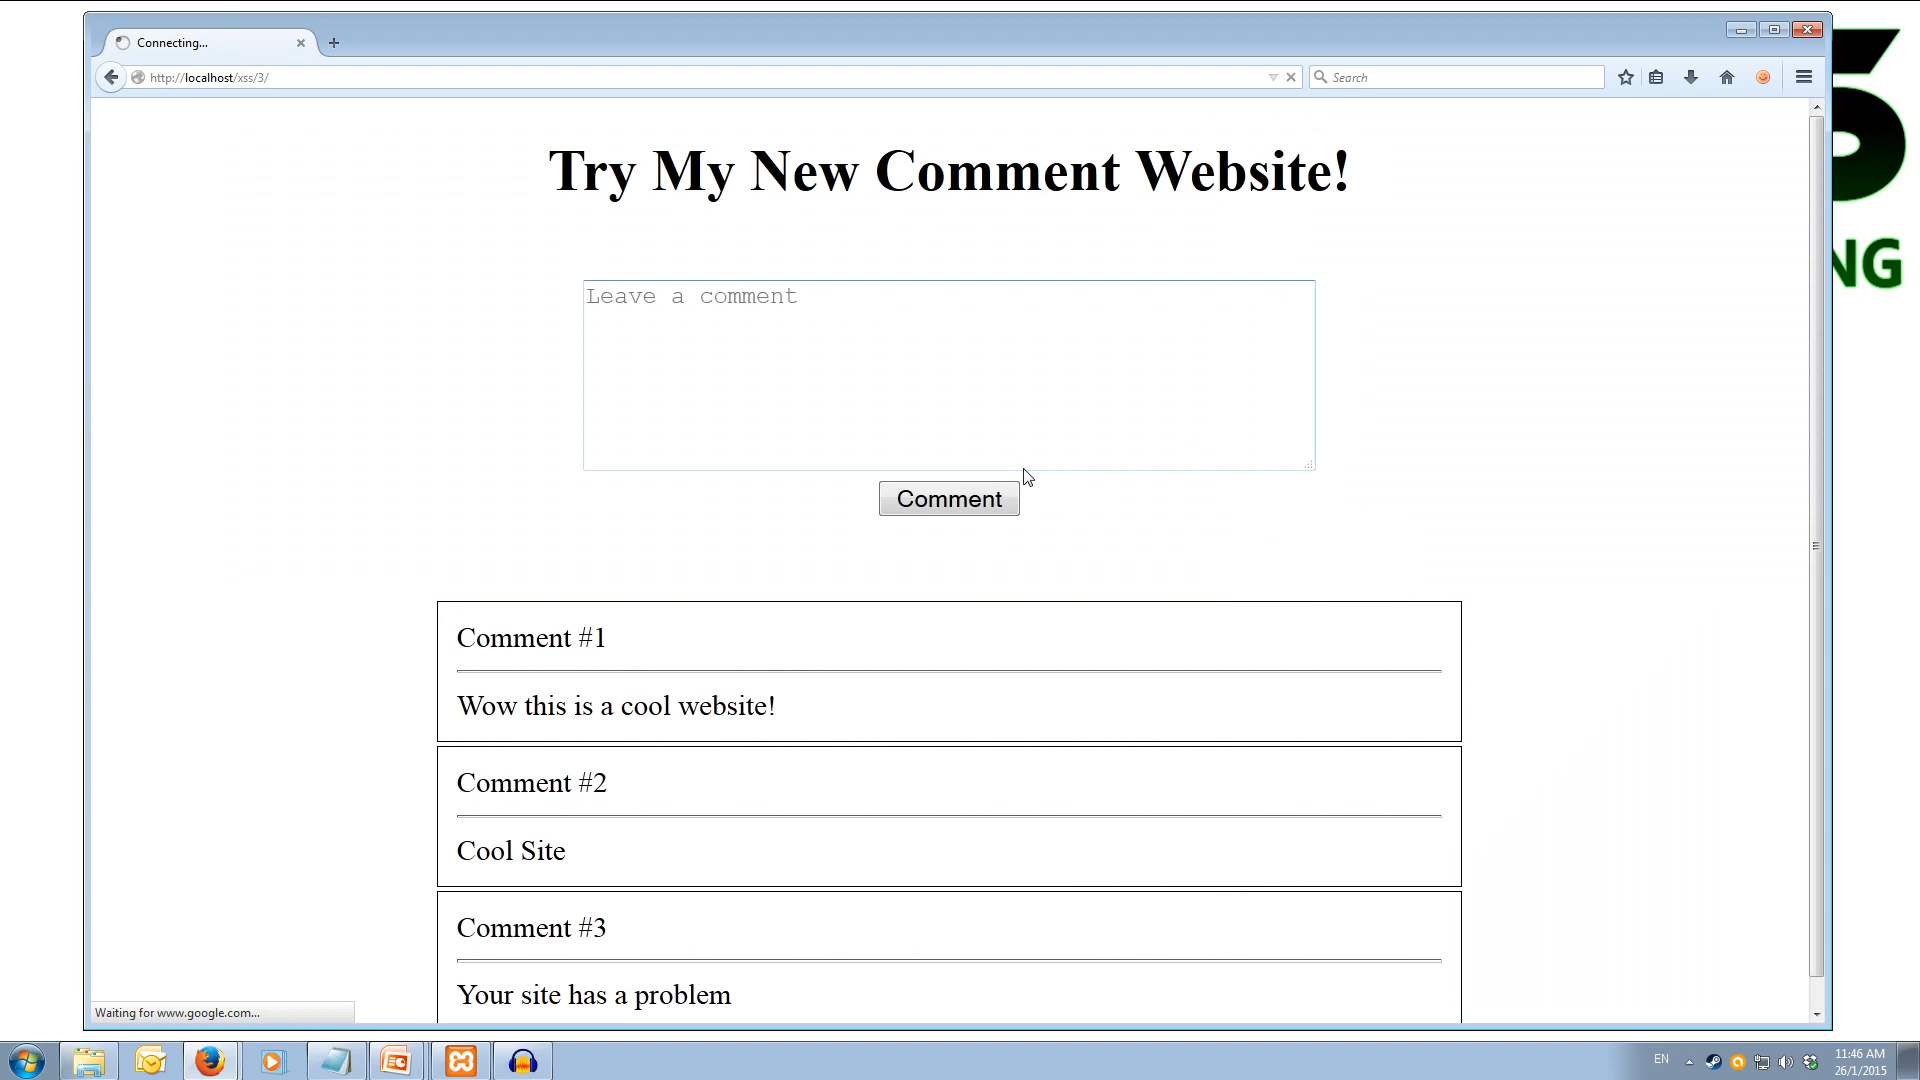 Connecting...
http://localhost/xss/3/
Search
Try My New Comment Website!
Leave a comment
Comment
Comment #1
Wow this is a cool website!
Comment #2
Cool Site
Comment #3
Your site has a problem
Waiting for www.google.com...
5
NG
EN
11:46 AM
26/1/2015